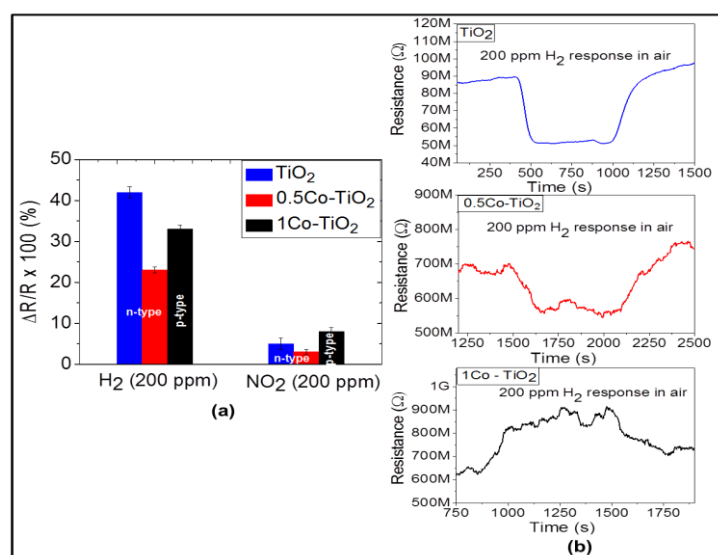 50
40
30
20
10
0
ΔR/R x 100 (%)
TiO2
0.5Co-TiO2
1Co-TiO2
n-type
p-type
n-type
p-type
H2 (200 ppm) NO2 (200 ppm)
(a)
TiO2
200 ppm H2 response in air
120M
110M
100M
90M
80M
70M
60M
50M
40M
Resistance (Ω)
250 500 750 1000 1250 1500
Time (s)
0.5Co-TiO2
200 ppm H2 response in air
900M
800M
700M
600M
500M
Resistance (Ω)
1200 1500 1750 2000 2250 2500
Time (s)
1Co - TiO2
200 ppm H2 response in air
1G
900M
800M
700M
600M
500M
Resistance (Ω)
750 1000 1250 1500 1750
Time (s)
(b)